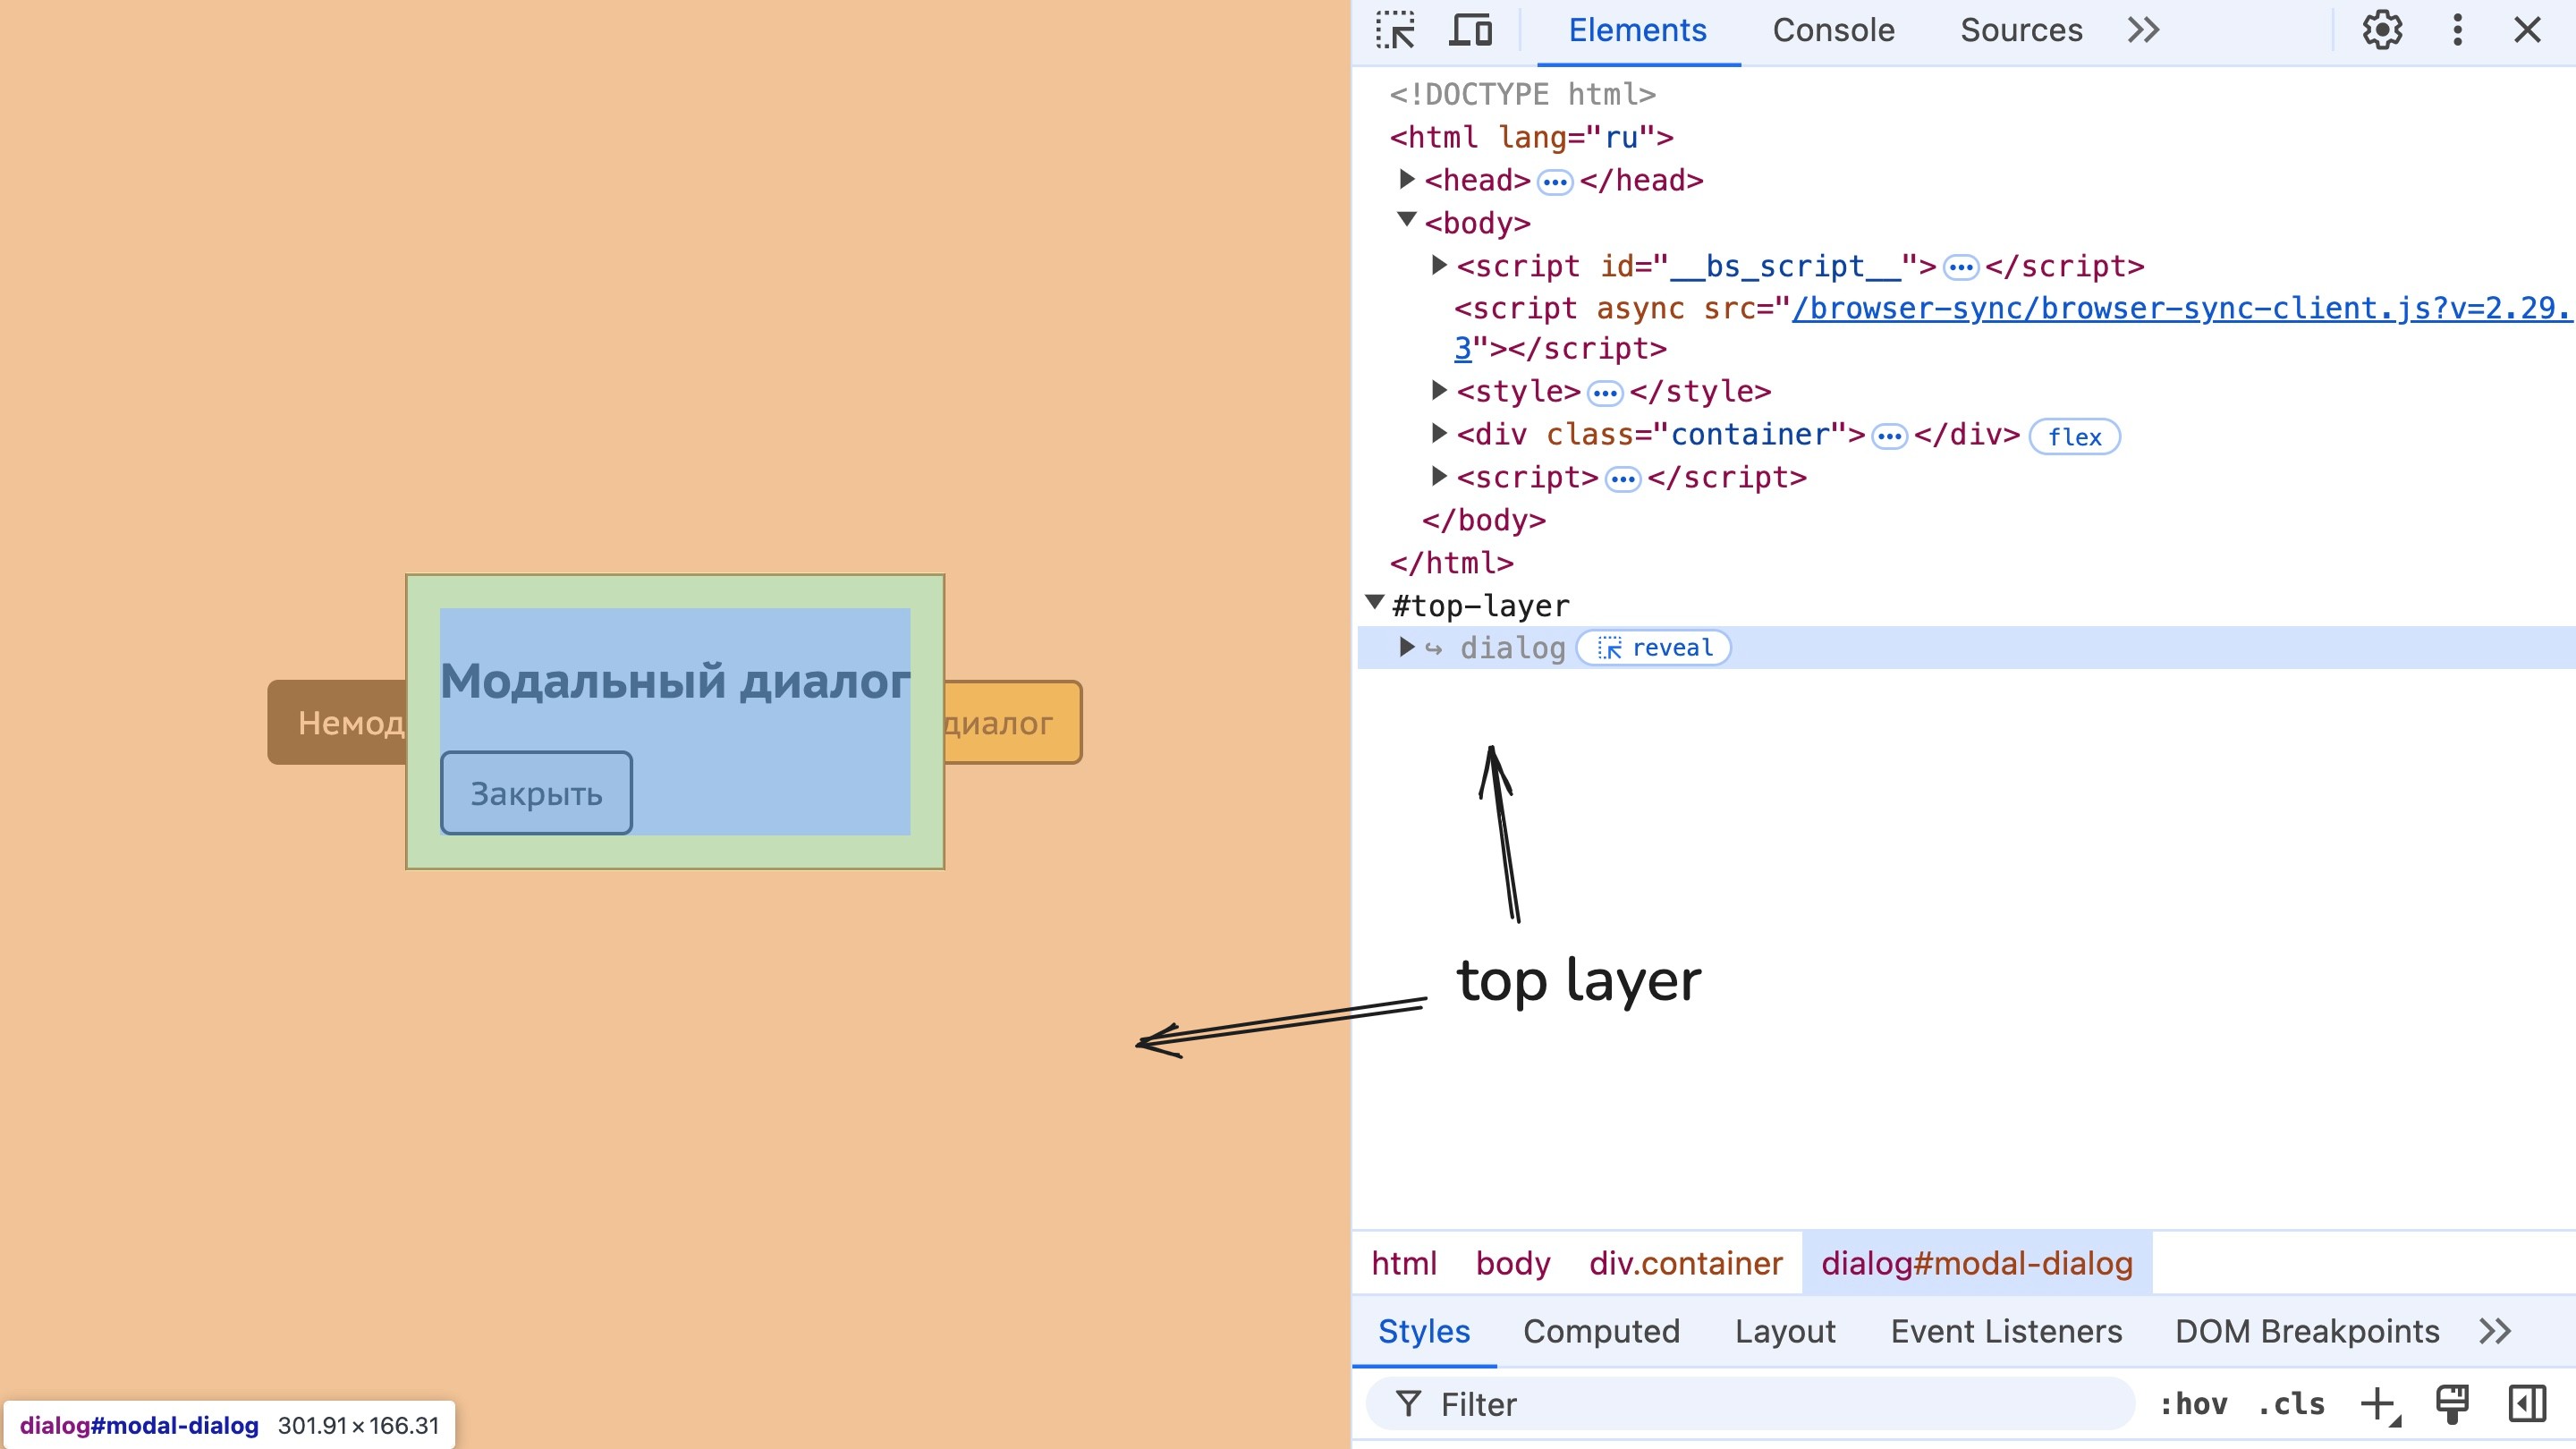 Elements Console Sources
<!DOCTYPE html>
<html lang="ru">
<head> ••• </head>
<body>
<script id="__bs_script__"> ••• </script>
<script async src="/browser-sync/browser-sync-client.js?v=2.29.
3"></script>
<style> ••• </style>
<div class="container"> ••• </div> flex
<script> ••• </script>
</body>
</html>
#top-layer
dialog reveal
Модальный диалог
Немод
диалог
Закрыть
top layer
html body div.container dialog#modal-dialog
Styles Computed Layout Event Listeners DOM Breakpoints
Filter :hov .cls
dialog#modal-dialog 301.91×166.31